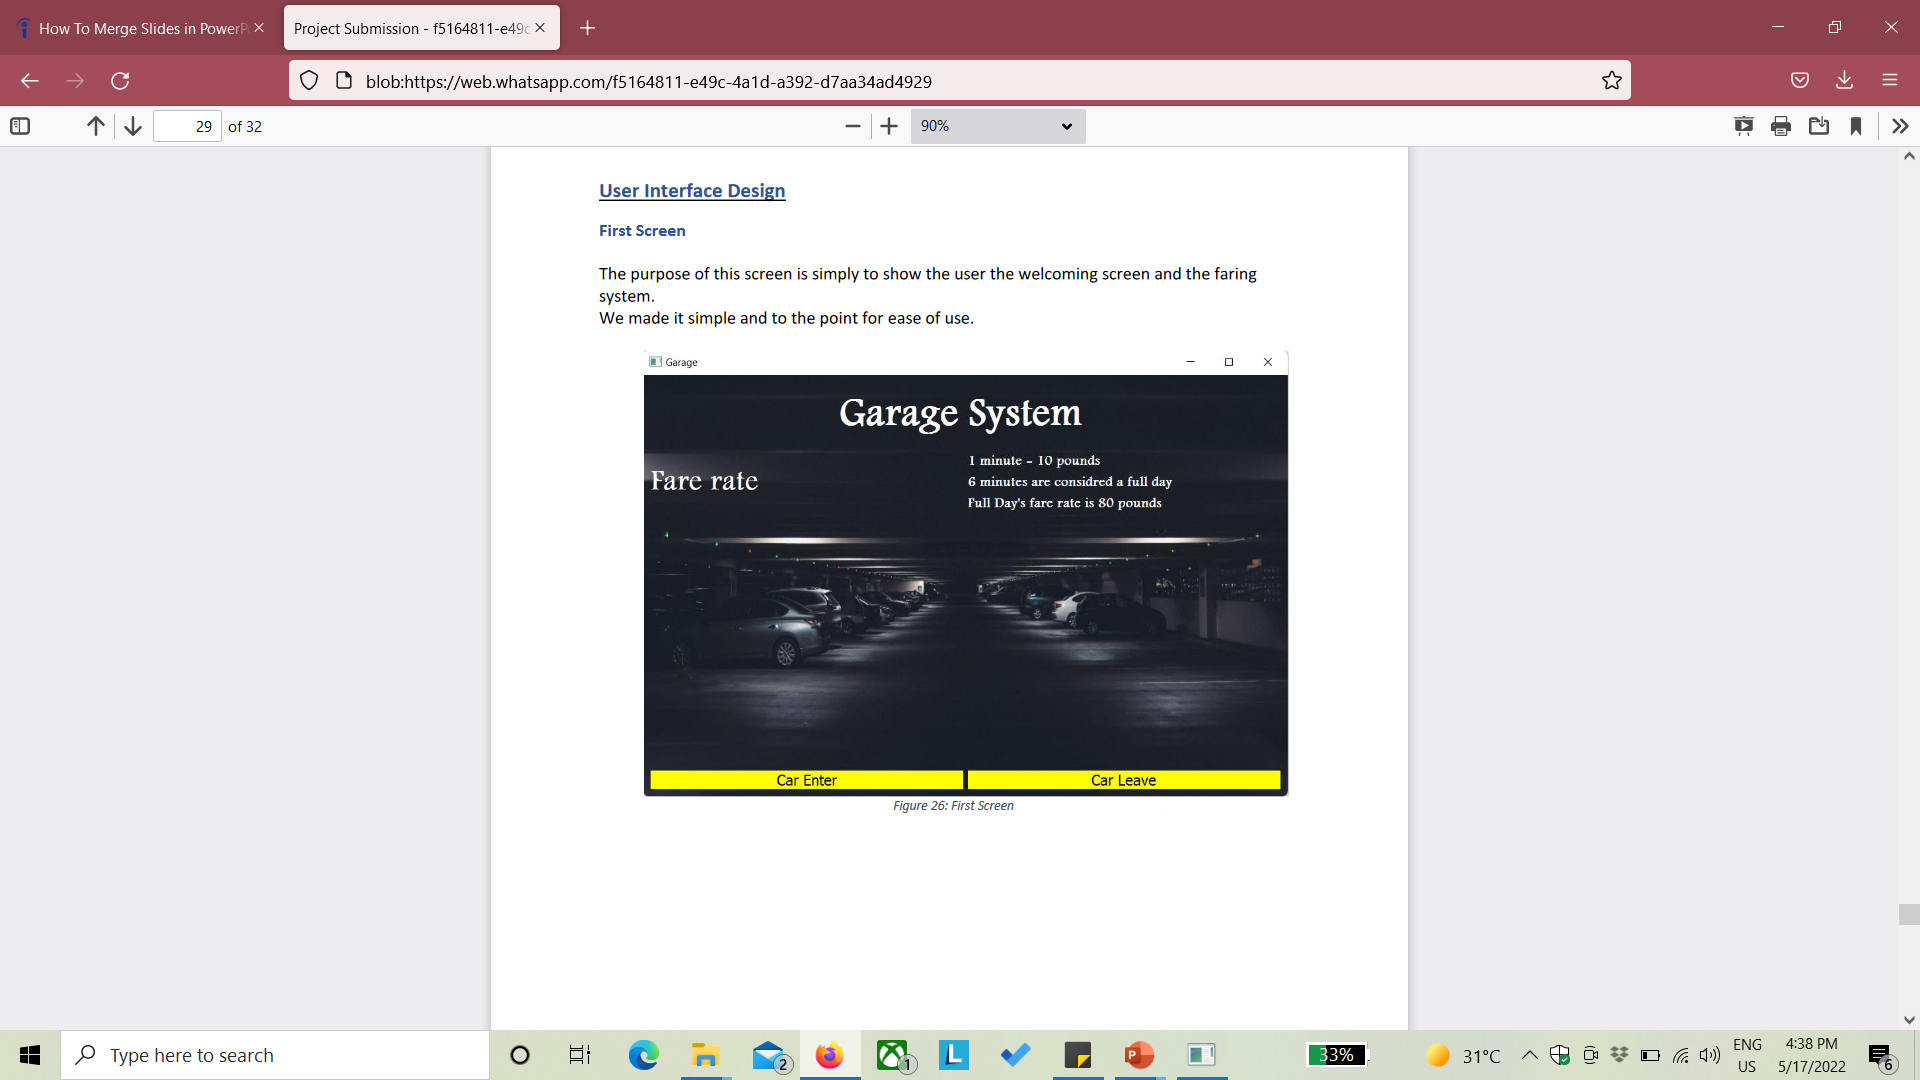 How To Merge Slides in PowerP
Project Submission - f5164811-e49c
blob:https://web.whatsapp.com/f5164811-e49c-4a1d-a392-d7aa34ad4929
29 of 32
90%
User Interface Design
First Screen
The purpose of this screen is simply to show the user the welcoming screen and the faring
system.
We made it simple and to the point for ease of use.
Garage
Garage System
Fare rate
1 minute - 10 pounds
6 minutes are considred a full day
Full Day's fare rate is 80 pounds
Car Enter
Car Leave
Figure 26: First Screen
Type here to search
2
1
L
P
33%
31°C
ENG
US
4:38 PM
5/17/2022
6